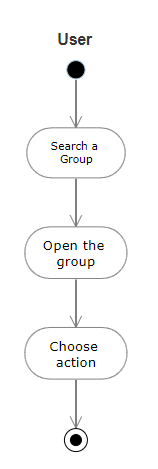 User
Search a
Group
Open the
group
Choose
action